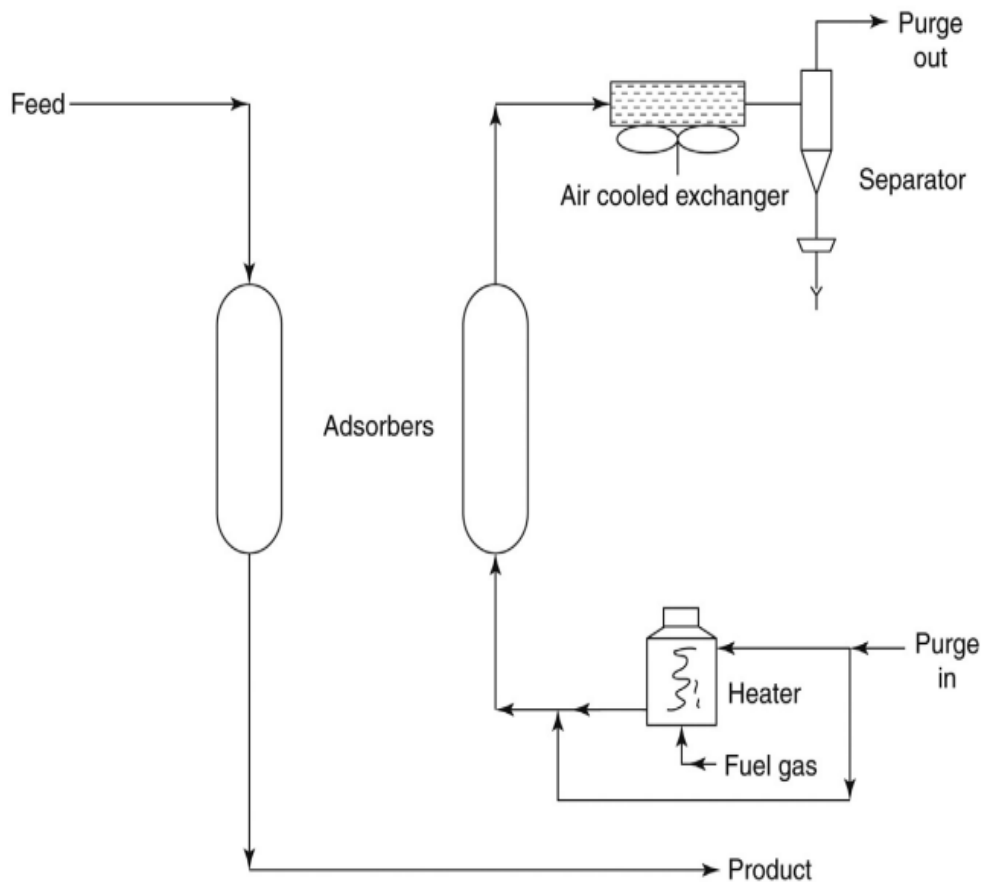 Purge
out
Feed
Separator
Air cooled exchanger
Adsorbers
Purge
in
Heater
Fuel gas
Product